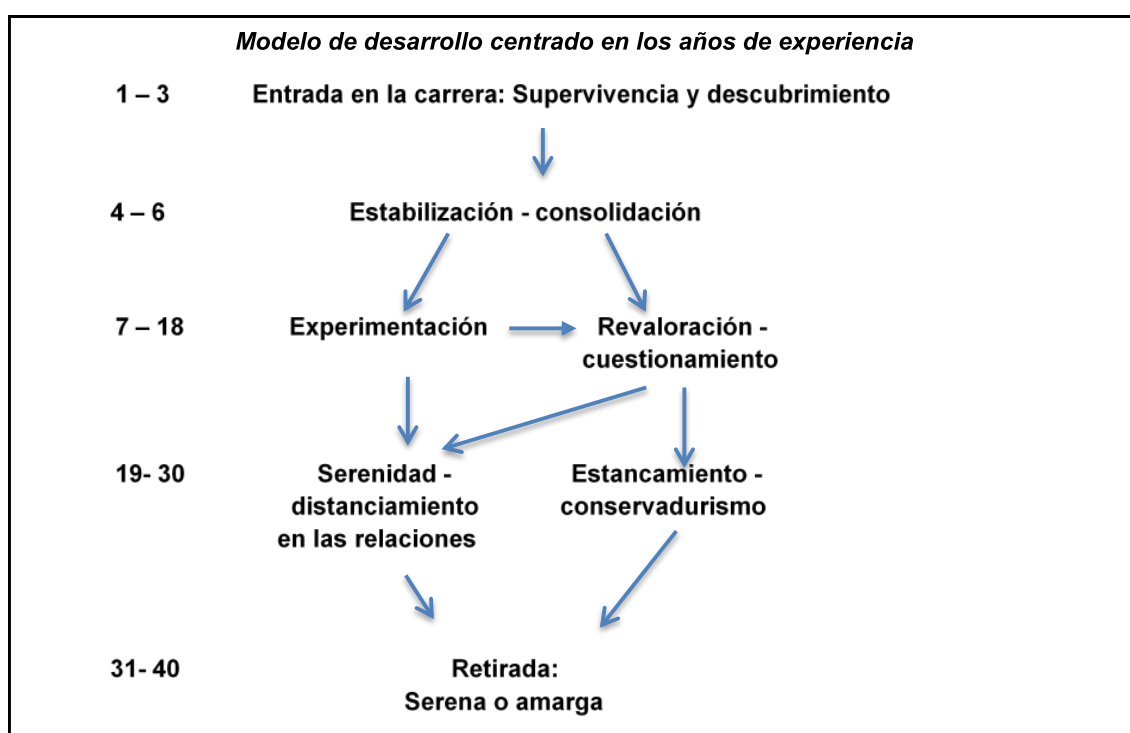 Modelo de desarrollo centrado en los años de experiencia
1 – 3 Entrada en la carrera: Supervivencia y descubrimiento
4 – 6 Estabilización - consolidación
7 – 18 Experimentación Revaloración -
cuestionamiento
19- 30 Serenidad - Estancamiento -
distanciamiento conservadurismo
en las relaciones
31- 40 Retirada:
Serena o amarga